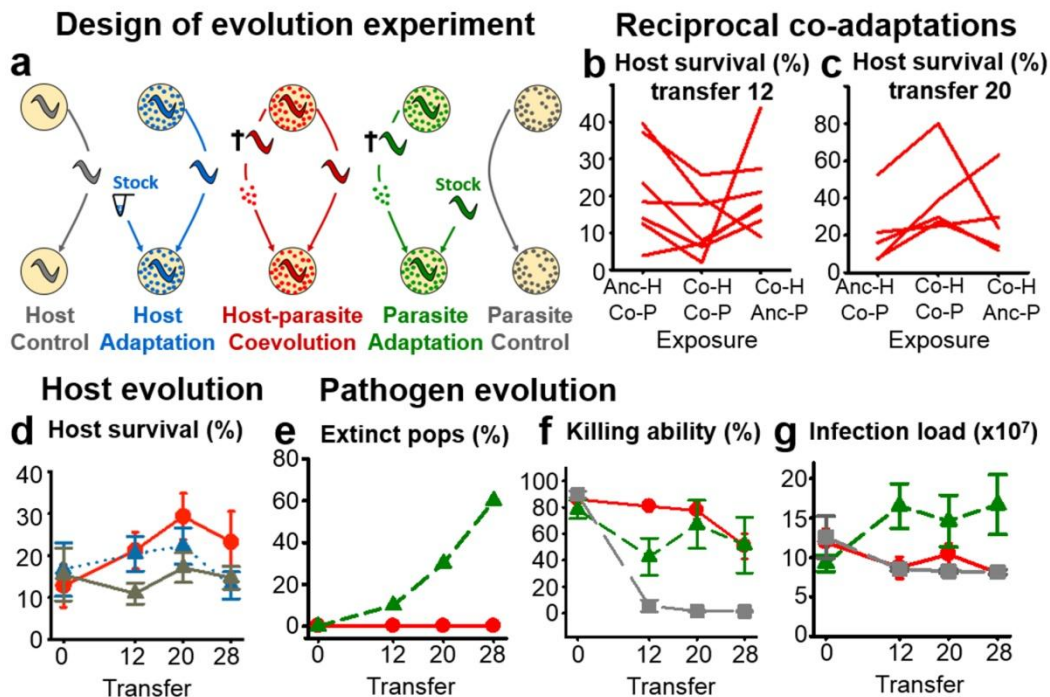 Design of evolution experiment
Reciprocal co-adaptations
a
Stock
Stock
Host
Control
Host
Adaptation
Host-parasite
Coevolution
Parasite
Adaptation
Parasite
Control
b
Host survival (%)
transfer 12
40
30
20
10
0
Anc-H
Co-P
Co-H
Co-P
Co-H
Anc-P
Exposure
c
Host survival (%)
transfer 20
80
60
40
20
0
Anc-H
Co-P
Co-H
Co-P
Co-H
Anc-P
Exposure
Host evolution
Pathogen evolution
d
Host survival (%)
40
30
20
10
0
0 12 20 28
Transfer
e
Extinct pops (%)
80
60
40
20
0
0 12 20 28
Transfer
f
Killing ability (%)
100
80
60
40
20
0
0 12 20 28
Transfer
g
Infection load (x10⁷)
20
15
10
5
0
0 12 20 28
Transfer